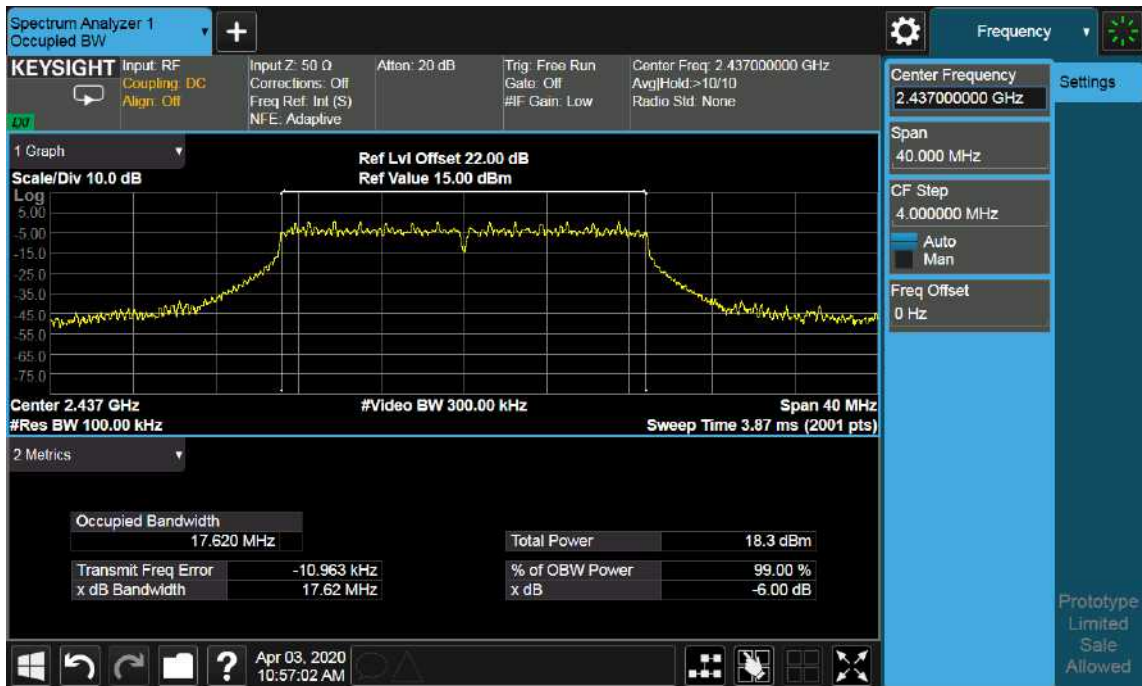 Spectrum Analyzer 1
Occupied BW
+
Frequency
KEYSIGHT
Input: RF
Coupling: DC
Align: Off
Input Z: 50 Ω
Corrections: Off
Freq Ref: Int (S)
NFE: Adaptive
Atten: 20 dB
Trig: Free Run
Gate: Off
#IF Gain: Low
Center Freq: 2.437000000 GHz
Avg|Hold:>10/10
Radio Std: None
Center Frequency
2.437000000 GHz
Settings
Span
40.000 MHz
CF Step
4.000000 MHz
Auto
Man
Freq Offset
0 Hz
1 Graph
Scale/Div 10.0 dB
Ref Lvl Offset 22.00 dB
Ref Value 15.00 dBm
Log
5.00
-5.00
-15.0
-25.0
-35.0
-45.0
-55.0
-65.0
-75.0
Center 2.437 GHz
#Video BW 300.00 kHz
Span 40 MHz
#Res BW 100.00 kHz
Sweep Time 3.87 ms (2001 pts)
2 Metrics
Occupied Bandwidth
17.620 MHz
Total Power 18.3 dBm
Transmit Freq Error -10.963 kHz
% of OBW Power 99.00 %
x dB Bandwidth 17.62 MHz
x dB -6.00 dB
Prototype
Limited
Sale
Allowed
?
Apr 03, 2020
10:57:02 AM